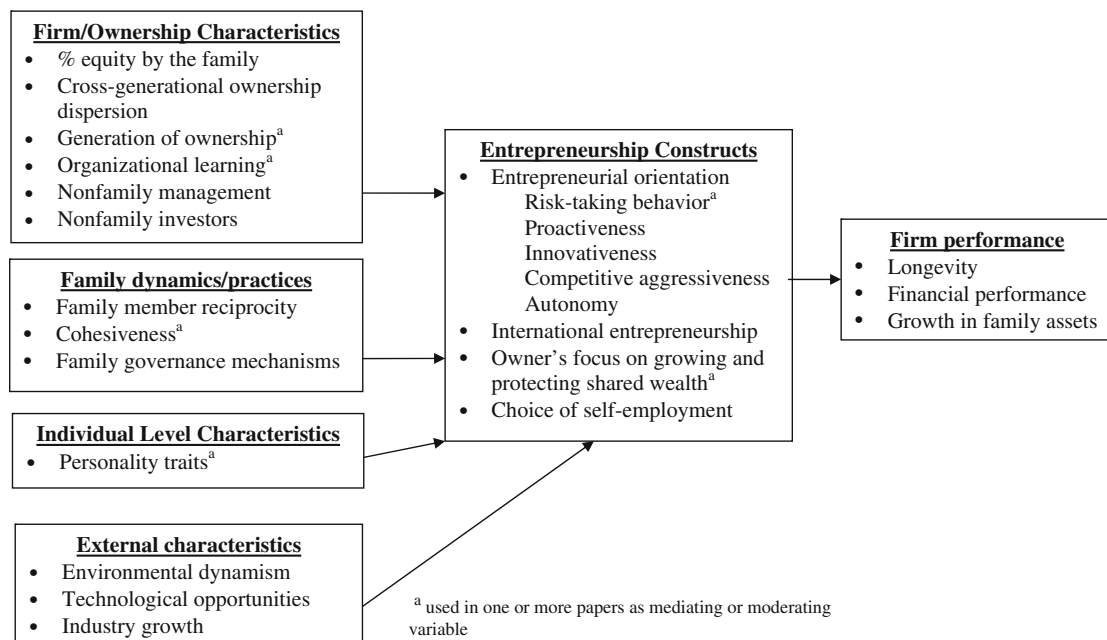 Firm/Ownership Characteristics
• % equity by the family
• Cross-generational ownership
dispersion
• Generation of ownershipᵃ
• Organizational learningᵃ
• Nonfamily management
• Nonfamily investors
Family dynamics/practices
• Family member reciprocity
• Cohesivenessᵃ
• Family governance mechanisms
Individual Level Characteristics
• Personality traitsᵃ
External characteristics
• Environmental dynamism
• Technological opportunities
• Industry growth
Entrepreneurship Constructs
• Entrepreneurial orientation
Risk-taking behaviorᵃ
Proactiveness
Innovativeness
Competitive aggressiveness
Autonomy
• International entrepreneurship
• Owner's focus on growing and
protecting shared wealthᵃ
• Choice of self-employment
Firm performance
• Longevity
• Financial performance
• Growth in family assets
ᵃ used in one or more papers as mediating or moderating
variable